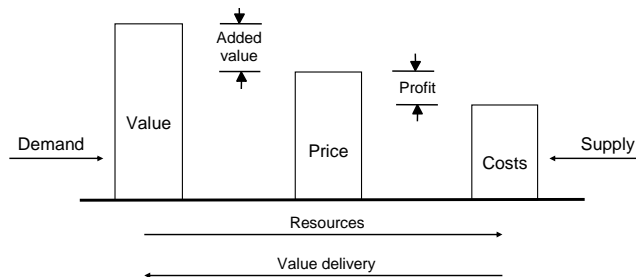 Added
value
Profit
Value
Demand
Supply
Price
Costs
Resources
Value delivery